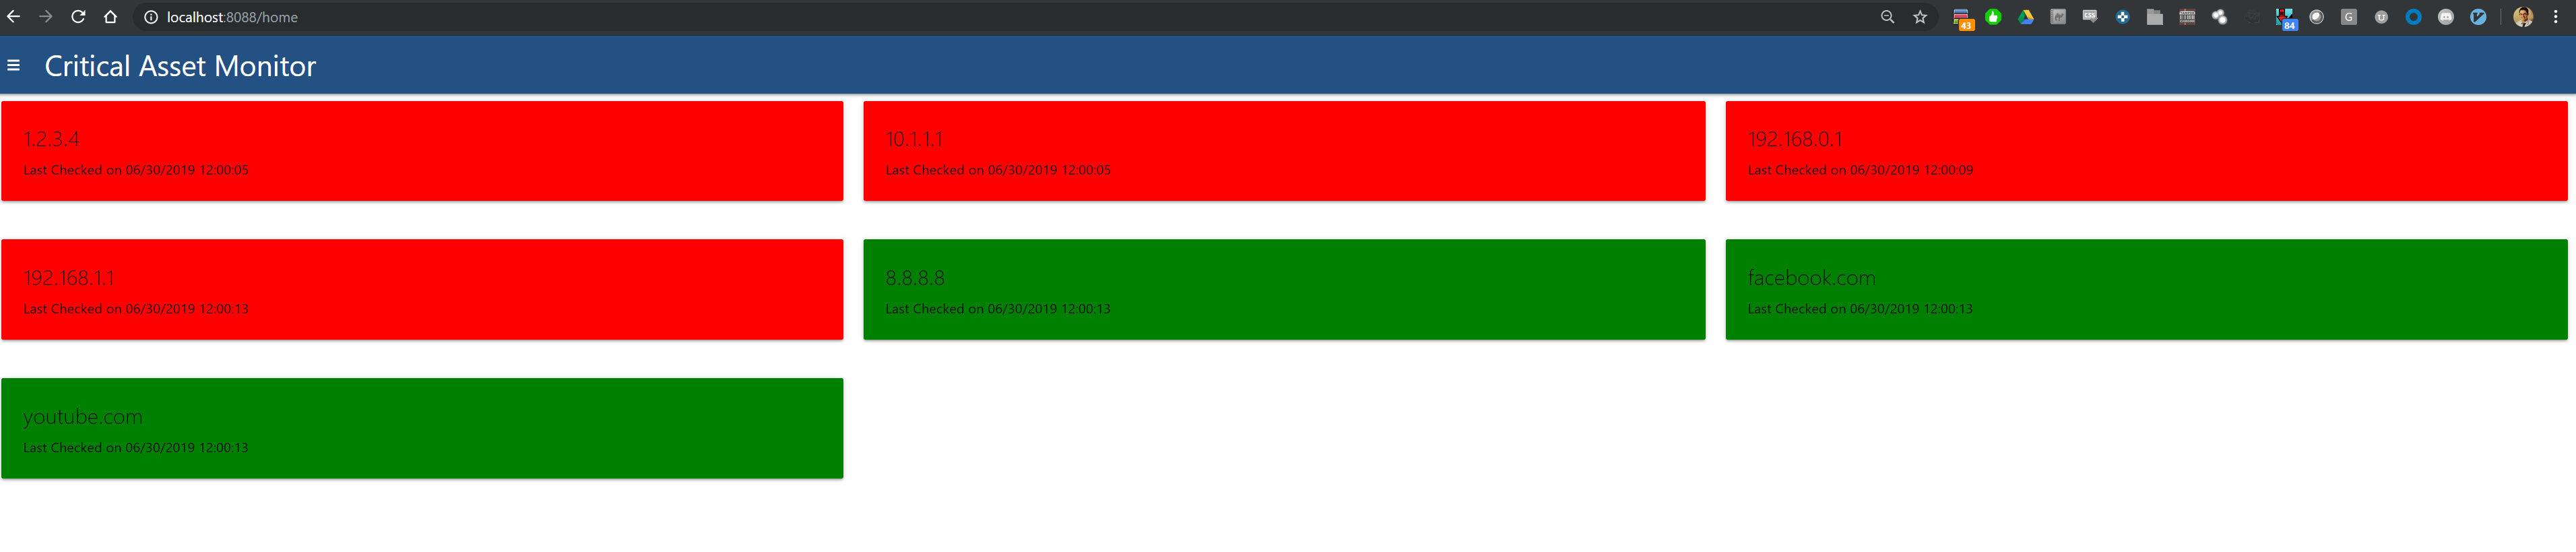 localhost:8088/home
43
CSS
G
84
Critical Asset Monitor
1.2.3.4
Last Checked on 06/30/2019 12:00:05
10.1.1.1
Last Checked on 06/30/2019 12:00:05
192.168.0.1
Last Checked on 06/30/2019 12:00:09
192.168.1.1
Last Checked on 06/30/2019 12:00:13
8.8.8.8
Last Checked on 06/30/2019 12:00:13
facebook.com
Last Checked on 06/30/2019 12:00:13
youtube.com
Last Checked on 06/30/2019 12:00:13